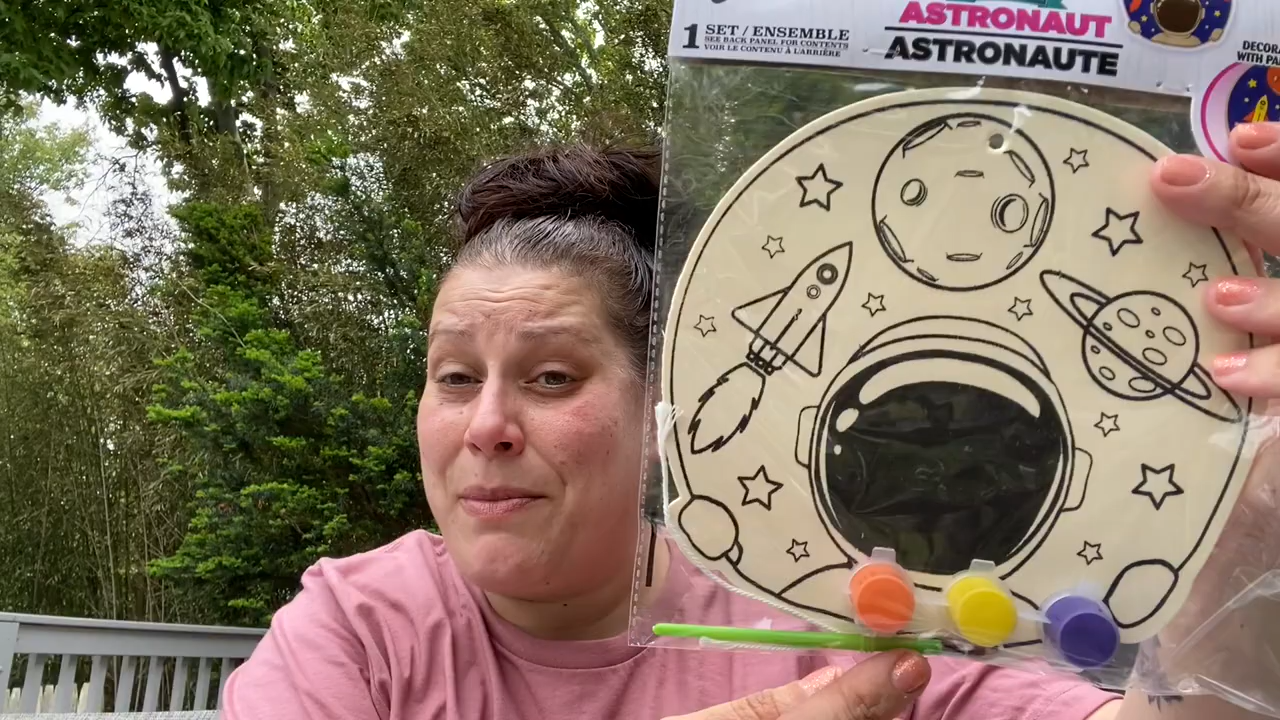 ASTRONAUT
1 SET / ENSEMBLE
SEE BACK PANEL FOR CONTENTS
VOIR LE CONTENU À L'ARRIÈRE
ASTRONAUTE